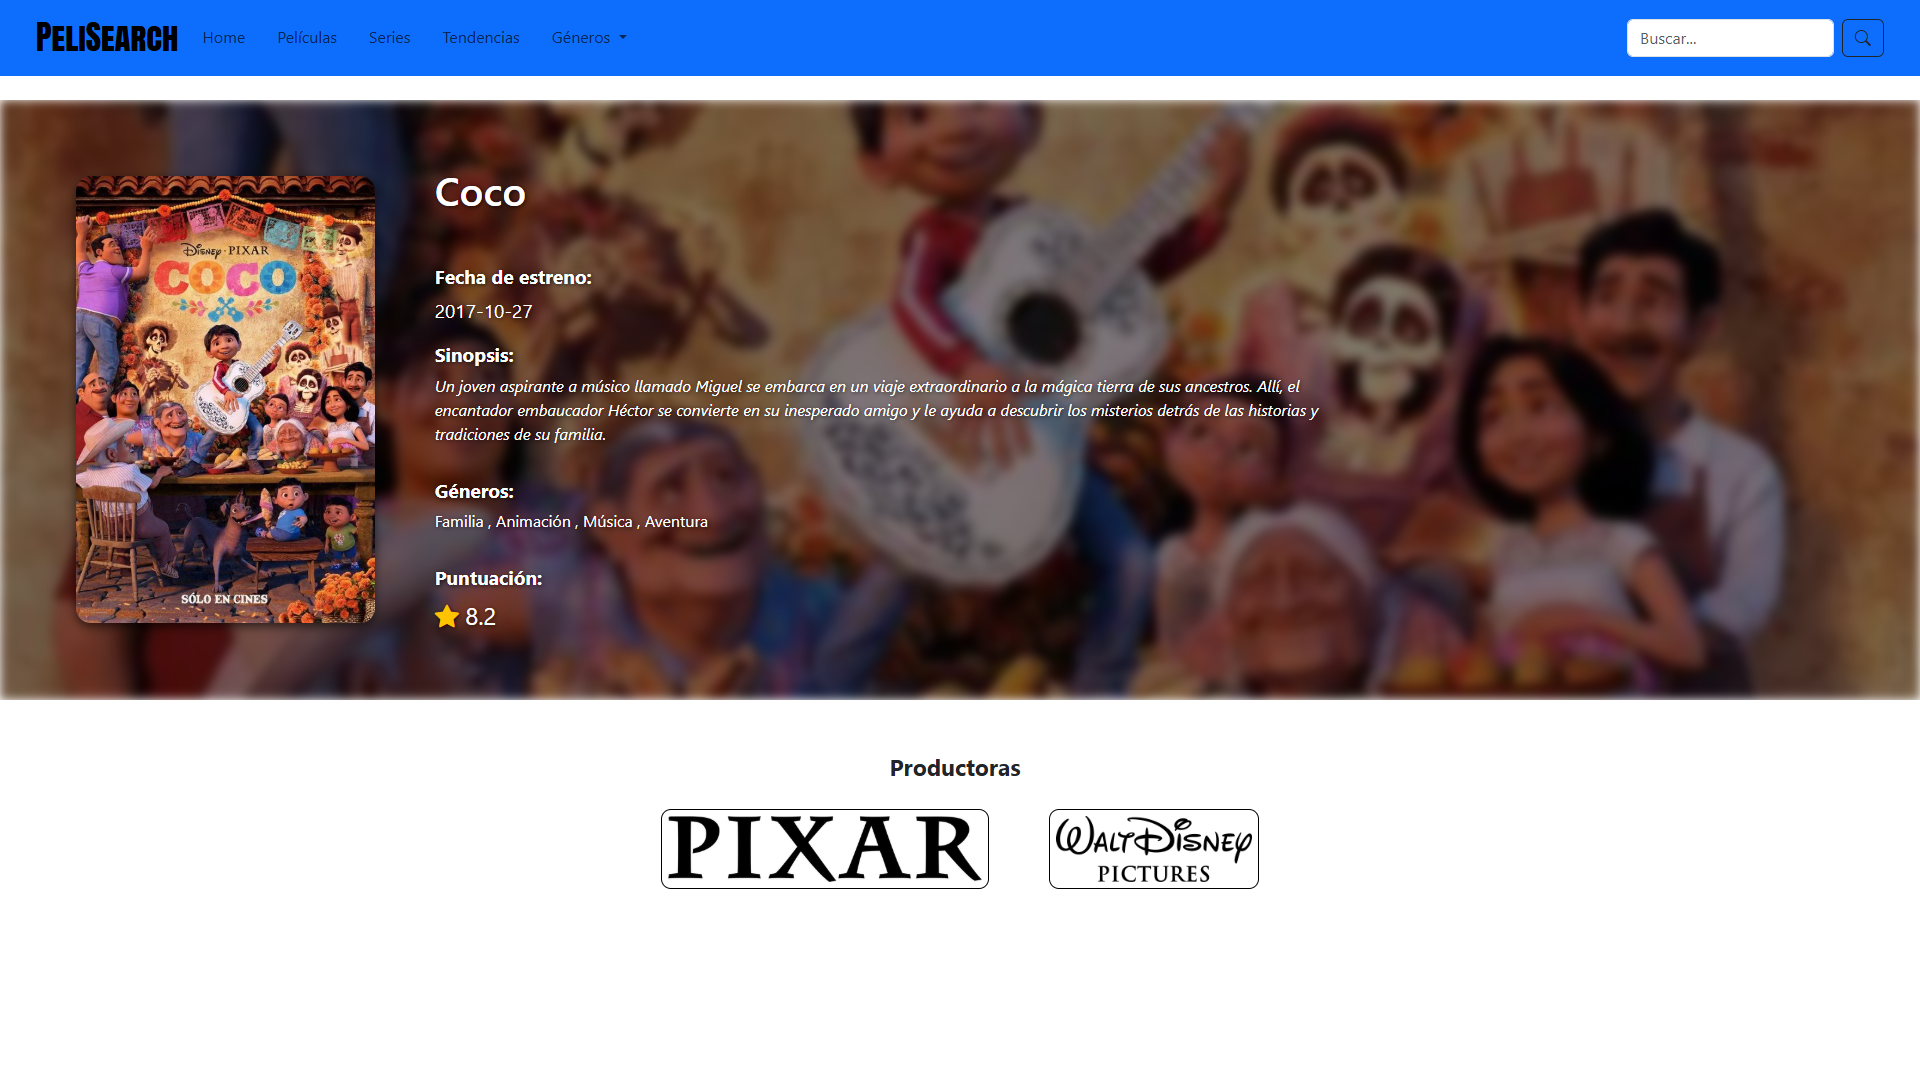 PELISEARCH
Home
Películas
Series
Tendencias
Géneros
Buscar...
DISNEY · PIXAR
COCO
SÓLO EN CINES
Coco
Fecha de estreno:
2017-10-27
Sinopsis:
Un joven aspirante a músico llamado Miguel se embarca en un viaje extraordinario a la mágica tierra de sus ancestros. Allí, el
encantador embaucador Héctor se convierte en su inesperado amigo y le ayuda a descubrir los misterios detrás de las historias y
tradiciones de su familia.
Géneros:
Familia , Animación , Música , Aventura
Puntuación:
8.2
Productoras
PIXAR
WALT DISNEY
PICTURES